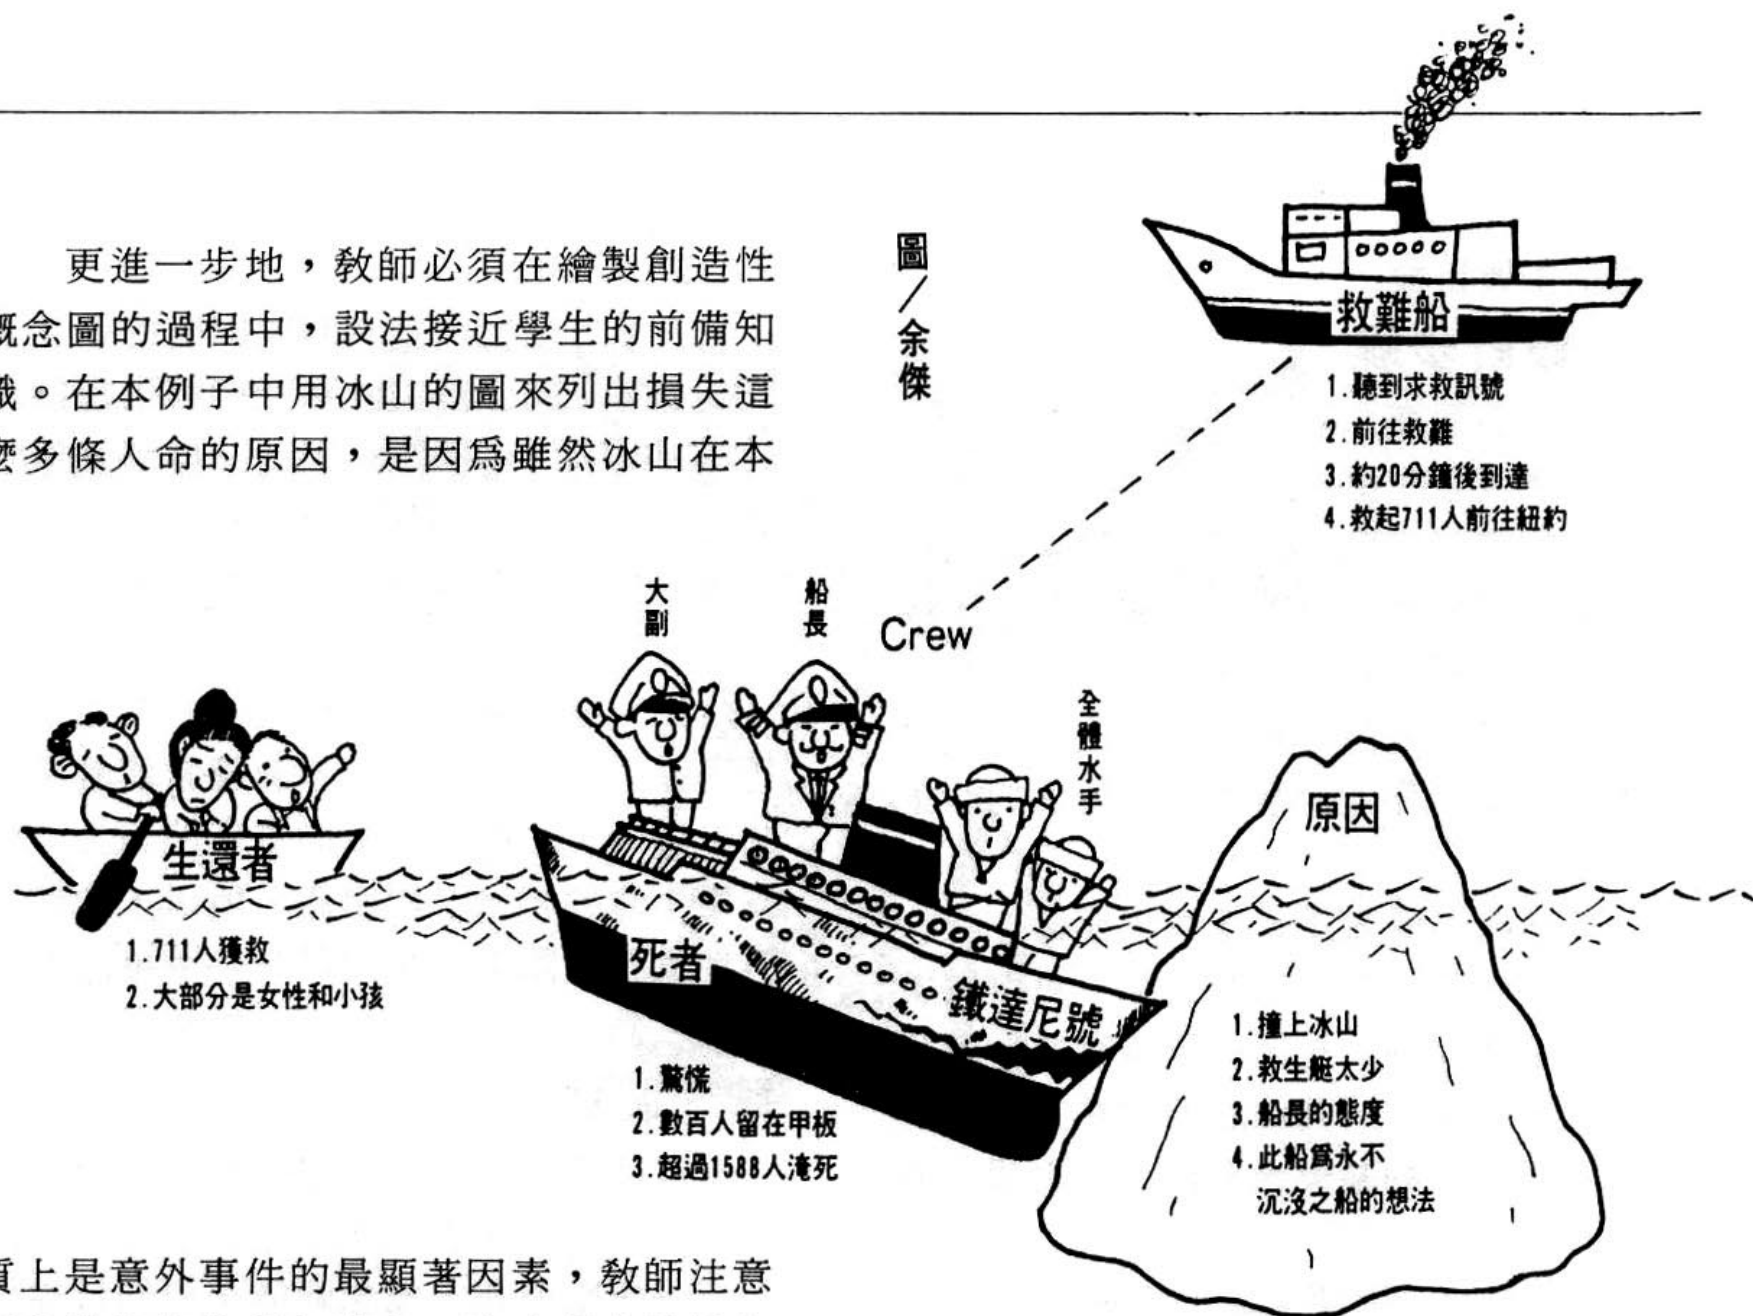 更進一步地，教師必須在繪製創造性
概念圖的過程中，設法接近學生的前備知
識。在本例子中用冰山的圖來列出損失這
麼多條人命的原因，是因爲雖然冰山在本
圖／余傑
救難船
1.聽到求救訊號
2.前往救難
3.約20分鐘後到達
4.救起711人前往紐約
大副
船長
Crew
全體水手
生還者
1.711人獲救
2.大部分是女性和小孩
死者
鐵達尼號
1.驚慌
2.數百人留在甲板
3.超過1588人淹死
原因
1.撞上冰山
2.救生艇太少
3.船長的態度
4.此船爲永不
沉沒之船的想法
質上是意外事件的最顯著因素，教師注意